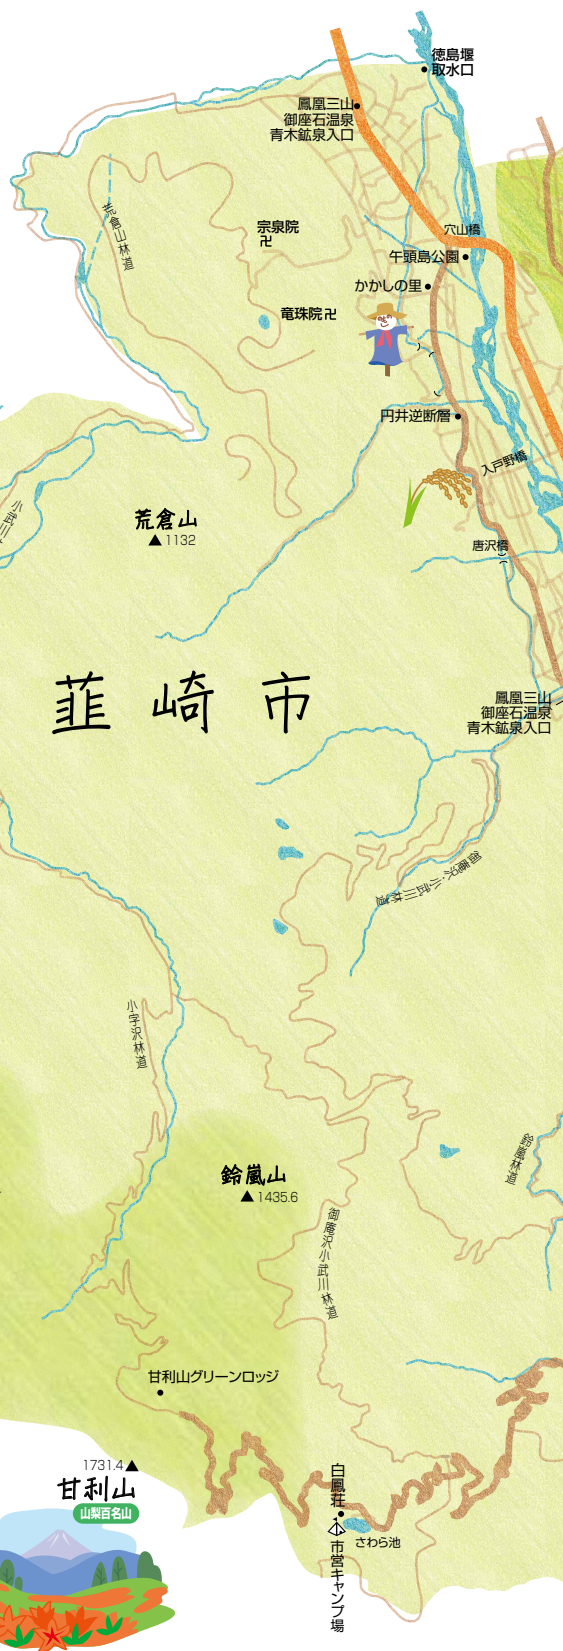 徳島堰
取水口
鳳凰三山
御座石温泉
青木鉱泉入口
荒倉山林道
宗泉院
卍
穴山橋
午頭島公園
かかしの里
竜珠院卍
円井逆断層
入戸野橋
小武川
荒倉山
▲1132
唐沢橋
韮崎市
鳳凰三山
御座石温泉
青木鉱泉入口
御庵沢・小武川林道
小字沢林道
鈴嵐林道
鈴嵐山
▲1435.6
御庵沢小武川林道
甘利山グリーンロッジ
1731.4▲
甘利山
山梨百名山
白鳳荘
さわら池
市営キャンプ場